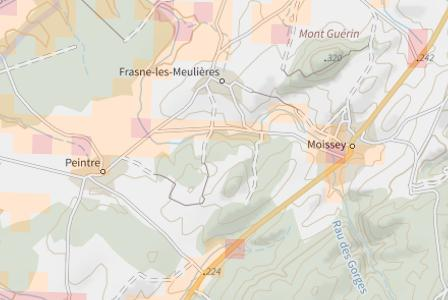 Mont Guérin
320
242
Frasne-les-Meulières
Moissey
Peintre
Rau des Gorges
224